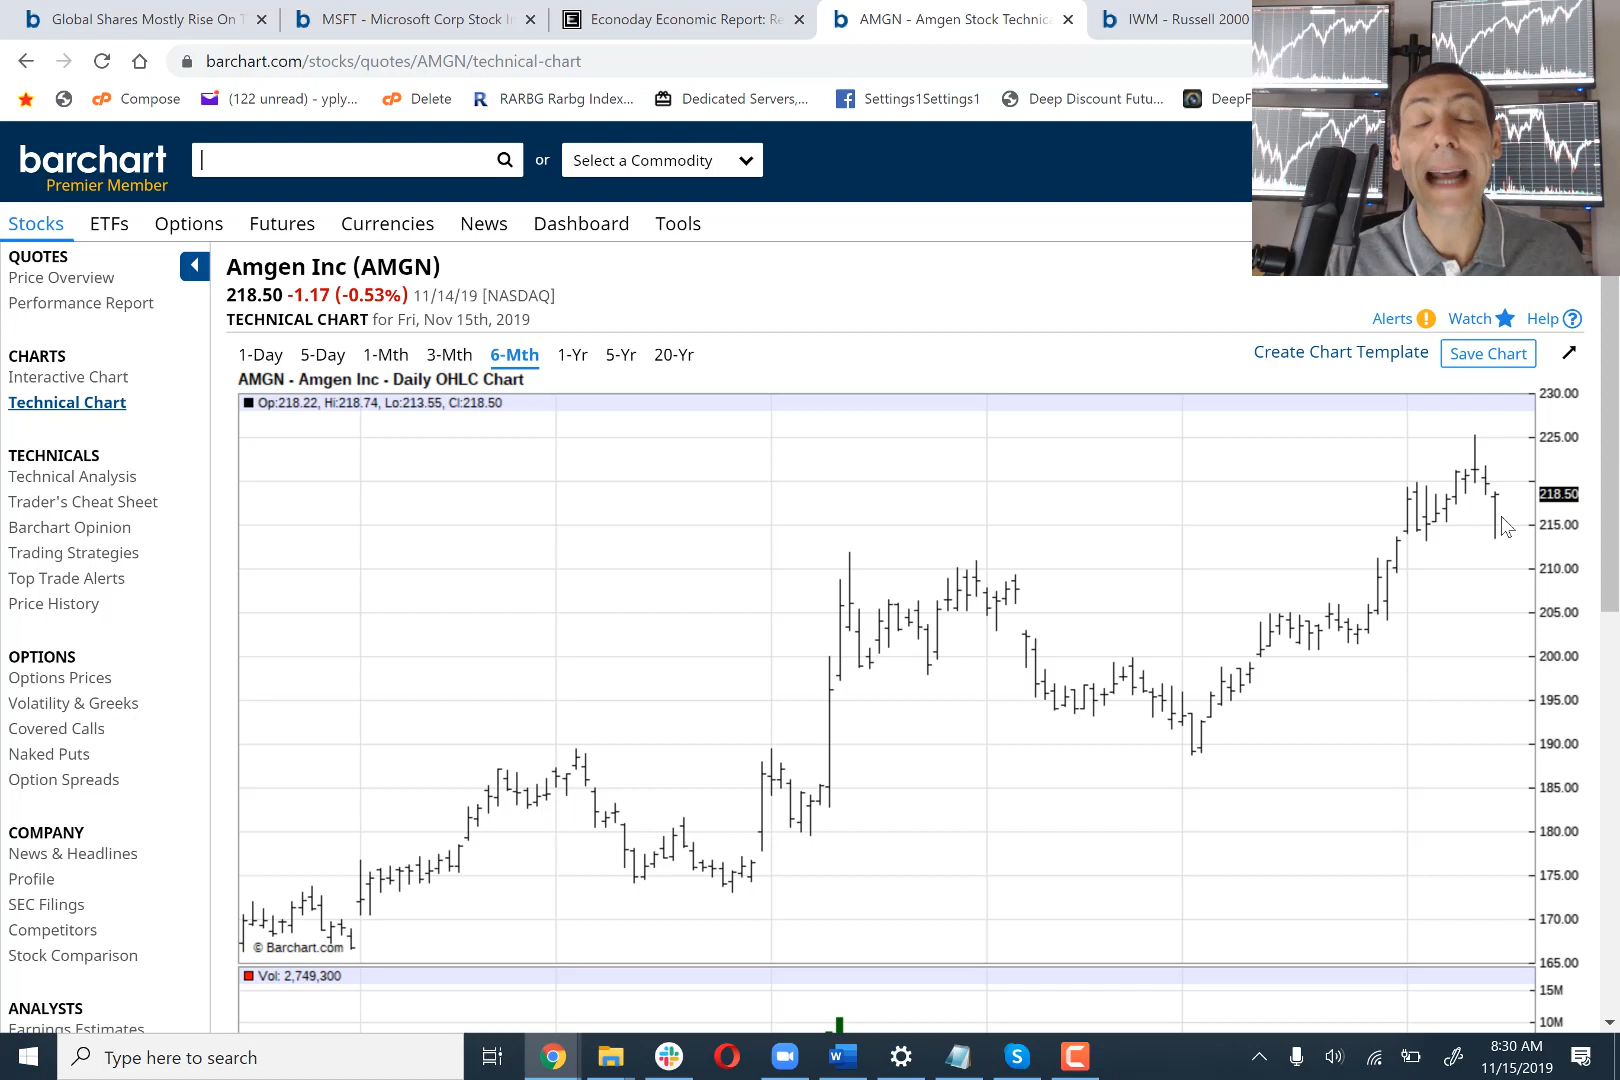 Global Shares Mostly Rise On T
MSFT - Microsoft Corp Stock I
Econoday Economic Report: Re
AMGN - Amgen Stock Technica
IWM - Russell 2000
barchart.com/stocks/quotes/AMGN/technical-chart
Compose
(122 unread) - yply...
Delete
RARBG Rarbg Index...
Dedicated Servers,...
Settings1Settings1
Deep Discount Futu...
DeepF
barchart
Premier Member
or
Select a Commodity
Stocks ETFs Options Futures Currencies News Dashboard Tools
QUOTES
Price Overview
Performance Report
CHARTS
Interactive Chart
Technical Chart
TECHNICALS
Technical Analysis
Trader's Cheat Sheet
Barchart Opinion
Trading Strategies
Top Trade Alerts
Price History
OPTIONS
Options Prices
Volatility & Greeks
Covered Calls
Naked Puts
Option Spreads
COMPANY
News & Headlines
Profile
SEC Filings
Competitors
Stock Comparison
ANALYSTS
Earnings Estimates
Amgen Inc (AMGN)
218.50 -1.17 (-0.53%) 11/14/19 [NASDAQ]
TECHNICAL CHART for Fri, Nov 15th, 2019
Alerts ! Watch Help ?
1-Day 5-Day 1-Mth 3-Mth 6-Mth 1-Yr 5-Yr 20-Yr
Create Chart Template Save Chart
AMGN - Amgen Inc - Daily OHLC Chart
Op:218.22, Hi:218.74, Lo:213.55, Cl:218.50
230.00
225.00
218.50
215.00
210.00
205.00
200.00
195.00
190.00
185.00
180.00
175.00
170.00
165.00
© Barchart.com
Vol: 2,749,300
15M
10M
Type here to search
8:30 AM
11/15/2019